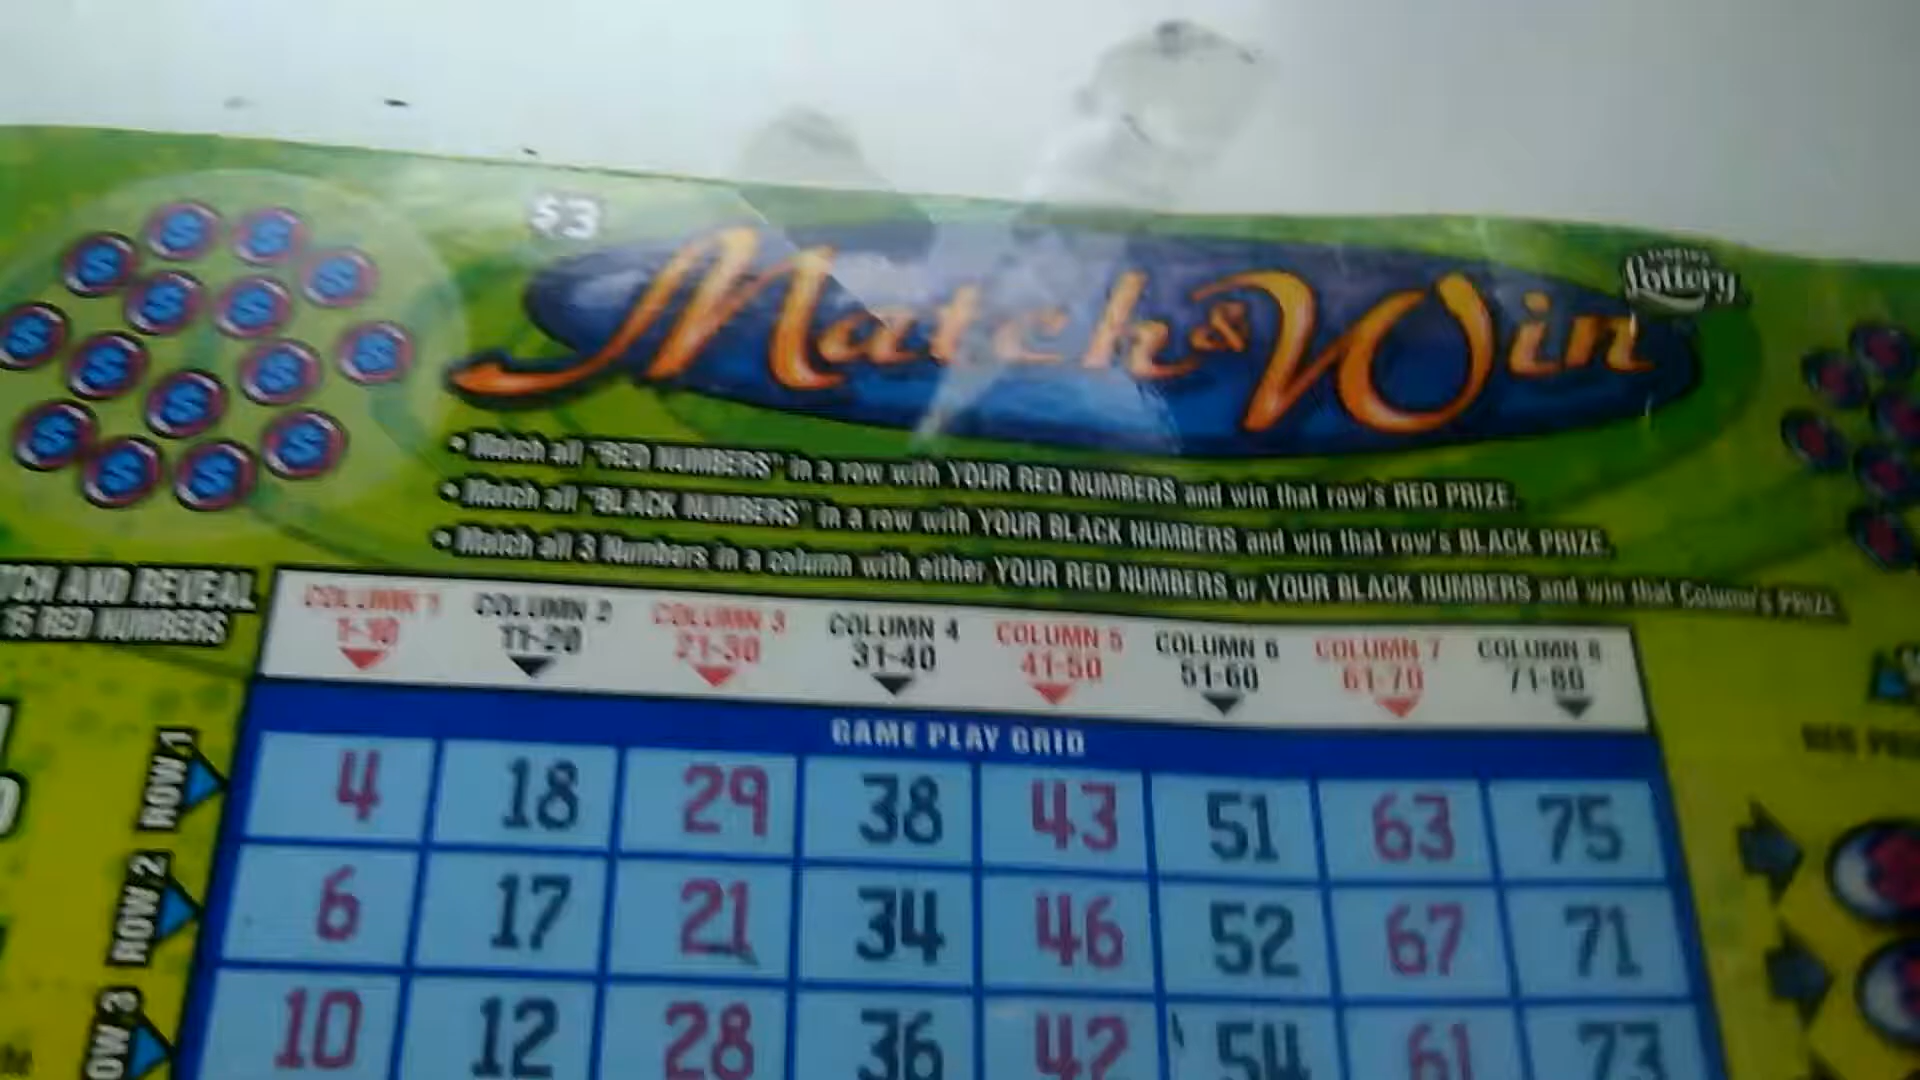 $3
Match & Win
Lottery
• Match all "RED NUMBERS" in a row with YOUR RED NUMBERS and win that row's RED PRIZE.
• Match all "BLACK NUMBERS" in a row with YOUR BLACK NUMBERS and win that row's BLACK PRIZE.
• Match all 3 Numbers in a column with either YOUR RED NUMBERS or YOUR BLACK NUMBERS and win that Column's PRIZE.
TCH AND REVEAL
15 RED NUMBERS
COLUMN 1 COLUMN 2 COLUMN 3 COLUMN 4 COLUMN 5 COLUMN 6 COLUMN 7 COLUMN 8
1-10 11-20 21-30 31-40 41-50 51-60 61-70 71-80
GAME PLAY GRID
ROW 1 4 18 29 38 43 51 63 75
ROW 2 6 17 21 34 46 52 67 71
ROW 3 10 12 28 36 42 54 61 73